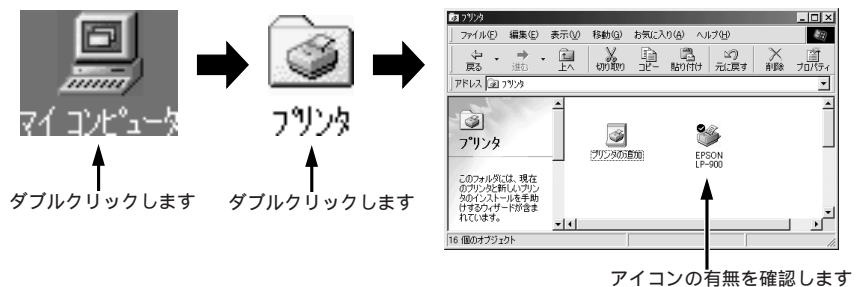 マイ コンピュータ
ダブルクリックします
プリンタ
ダブルクリックします
プリンタ
ファイル(F) 編集(E) 表示(V) 移動(G) お気に入り(A) ヘルプ(H)
戻る 進む 上へ 切り取り コピー 貼り付け 元に戻す 削除 プロパティ
アドレス プリンタ
プリンタ
このフォルダには、現在
のプリンタと新しいプリン
タのインストールを手助
けするウィザードが含ま
れています。
プリンタの追加
EPSON
LP-900
16 個のオブジェクト
アイコンの有無を確認します